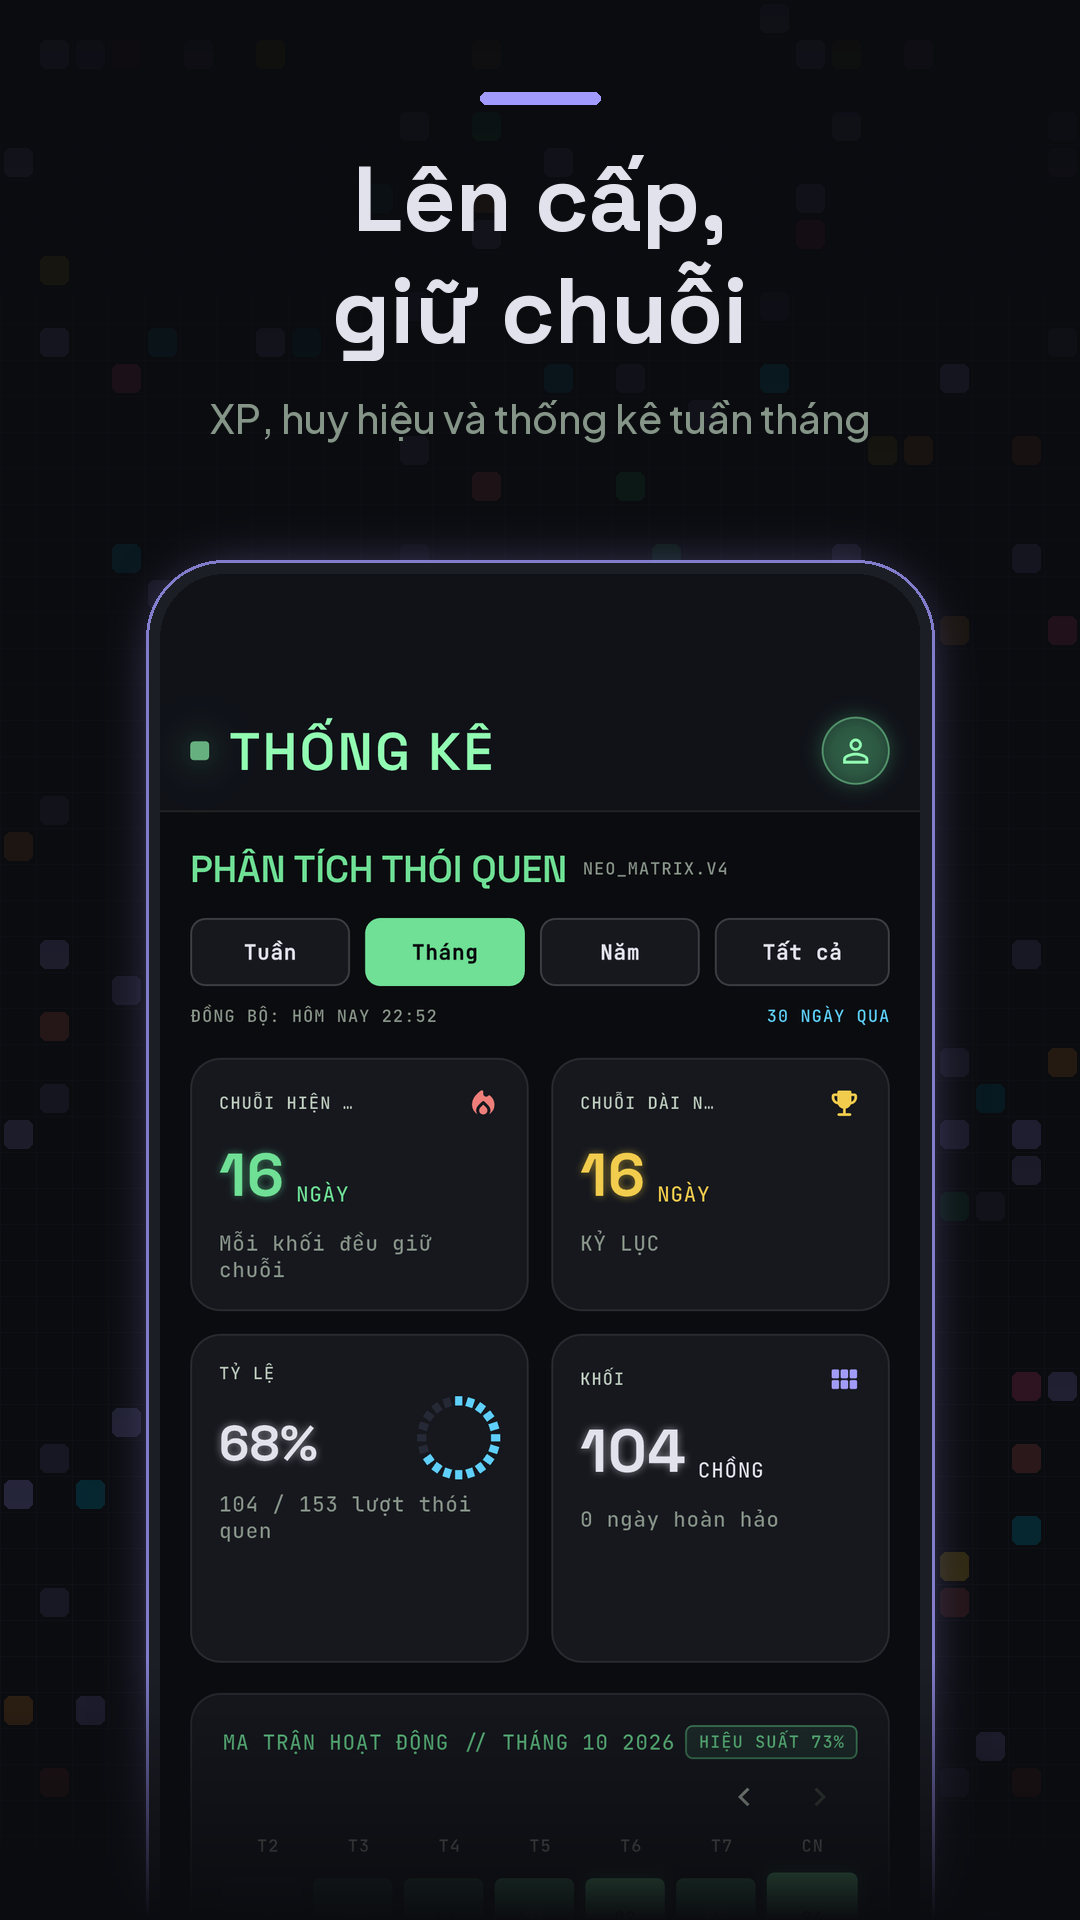 Lên cấp,
giữ chuỗi
XP, huy hiệu và thống kê tuần tháng
THỐNG KÊ
PHÂN TÍCH THÓI QUEN NEO_MATRIX.V4
Tuần Tháng Năm Tất cả
ĐỒNG BỘ: HÔM NAY 22:52 30 NGÀY QUA
CHUỖI HIỆN …
16 NGÀY
Mỗi khối đều giữ
chuỗi
CHUỖI DÀI N…
16 NGÀY
KỶ LỤC
TỶ LỆ
68%
104 / 153 lượt thói
quen
KHỐI
104 CHỒNG
0 ngày hoàn hảo
MA TRẬN HOẠT ĐỘNG // THÁNG 10 2026 HIỆU SUẤT 73%
T2 T3 T4 T5 T6 T7 CN